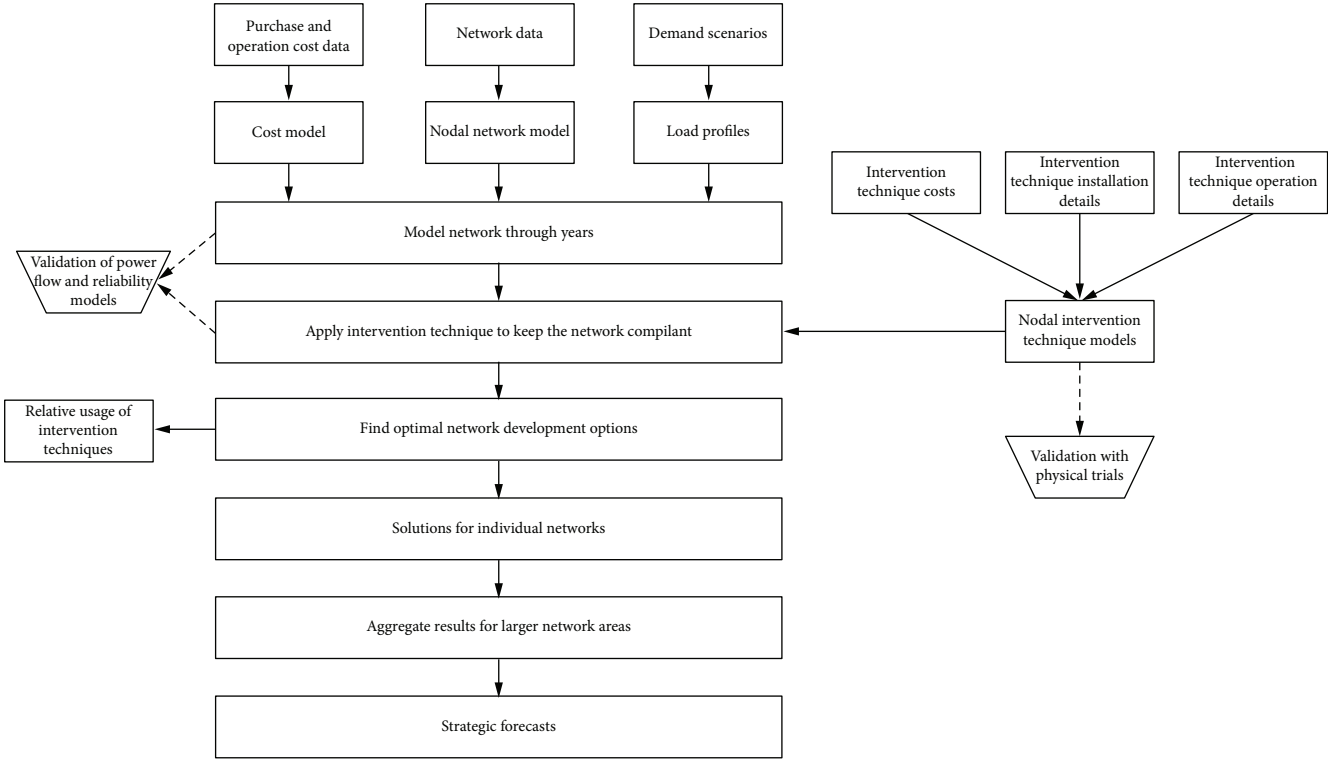 Purchase and
operation cost data
Network data
Demand scenarios
Cost model
Nodal network model
Load profiles
Intervention
technique costs
Intervention
technique installation
details
Intervention
technique operation
details
Model network through years
Validation of power
flow and reliability
models
Apply intervention technique to keep the network compilant
Nodal intervention
technique models
Relative usage of
intervention
techniques
Find optimal network development options
Validation with
physical trials
Solutions for individual networks
Aggregate results for larger network areas
Strategic forecasts